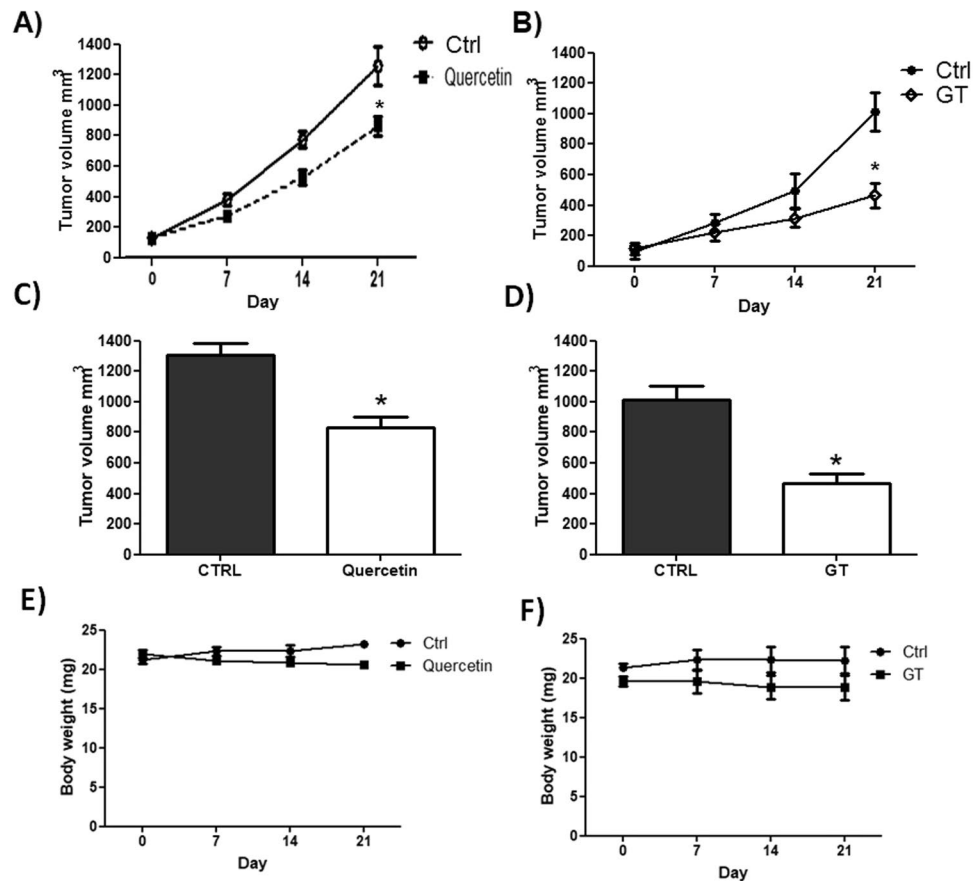 A)
1400
1200
1000
800
600
400
200
0
Tumor volume mm3
0 7 14 21
Day
Ctrl
Quercetin
*
B)
1400
1200
1000
800
600
400
200
0
Tumor volume mm3
0 7 14 21
Day
Ctrl
GT
*
C)
1400
1200
1000
800
600
400
200
0
Tumor volume mm3
*
CTRL Quercetin
D)
1400
1200
1000
800
600
400
200
0
Tumor volume mm3
*
CTRL GT
E)
25
20
15
10
5
0
Body weight (mg)
0 7 14 21
Day
Ctrl
Quercetin
F)
25
20
15
10
5
0
Body weight (mg)
0 7 14 21
Day
Ctrl
GT